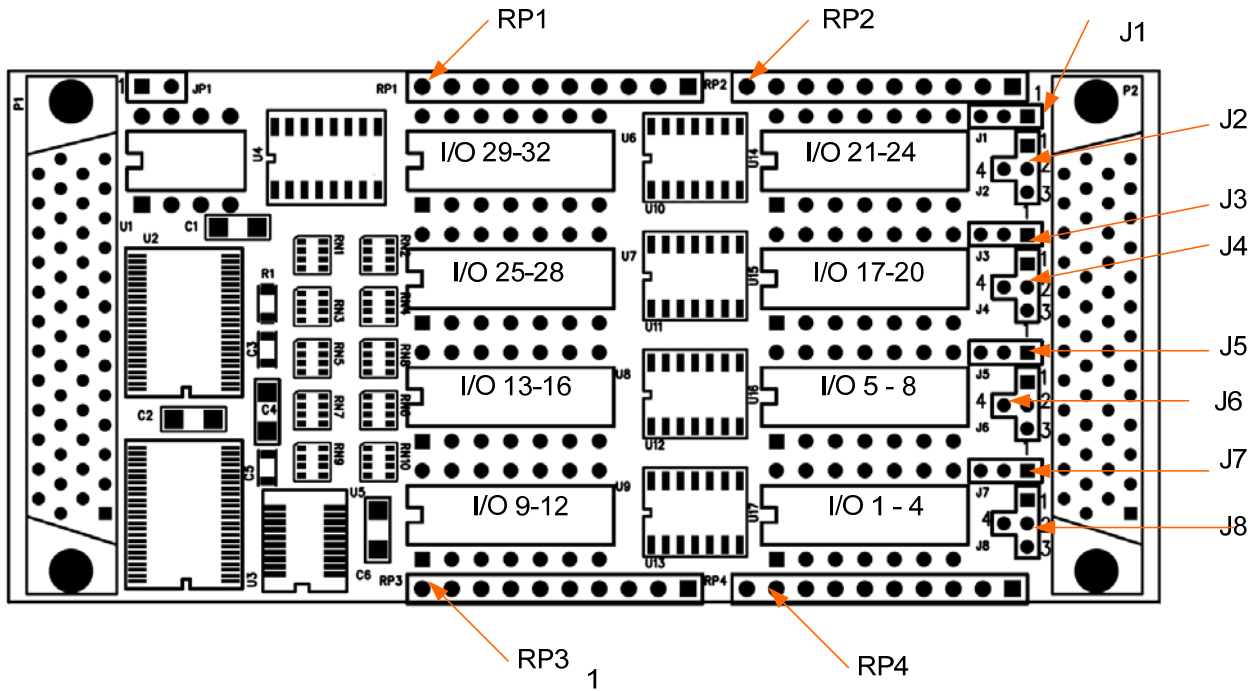 RP1
RP2
J1
J2
J3
J4
J5
J6
J7
J8
RP3
1
RP4
P1
1
JP1
RP1
RP2
1
P2
U4
U6
I/O 29-32
U14
I/O 21-24
J1
1
4
2
J2
3
U10
U1
C1
U2
RN1
RN2
I/O 25-28
U7
U15
I/O 17-20
J3
1
4
2
J4
3
U11
R1
RN3
RN4
C3
RN5
RN6
I/O 13-16
U8
U16
I/O 5 - 8
J5
1
4
2
J6
3
U12
C2
C4
RN7
RN8
C5
RN9
RN10
U5
U9
I/O 9-12
U17
I/O 1 - 4
J7
1
4
2
J8
3
U13
U3
C6
RP3
RP4